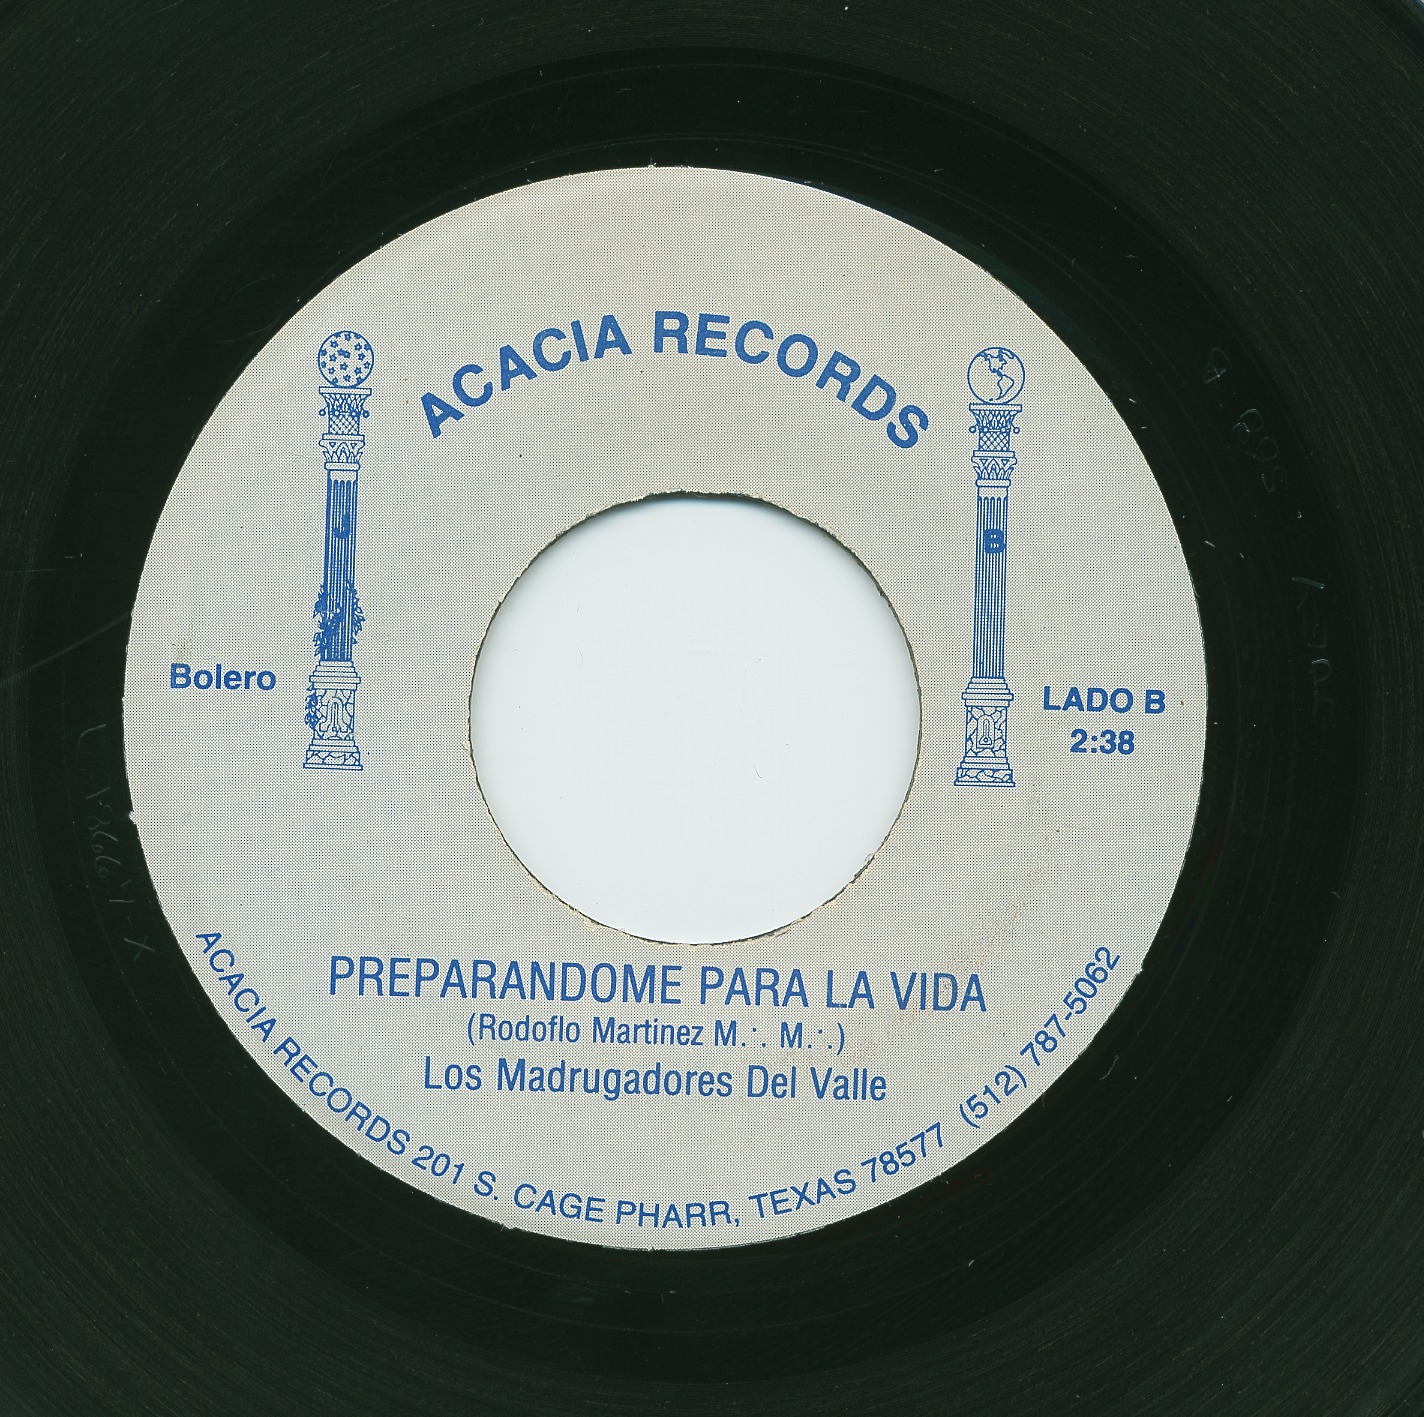 ACACIA RECORDS
J
B
Bolero
LADO B
2:38
PREPARANDOME PARA LA VIDA
(Rodoflo Martinez M.∴ M.∴)
Los Madrugadores Del Valle
ACACIA RECORDS 201 S. CAGE PHARR, TEXAS 78577 (512) 787-5062